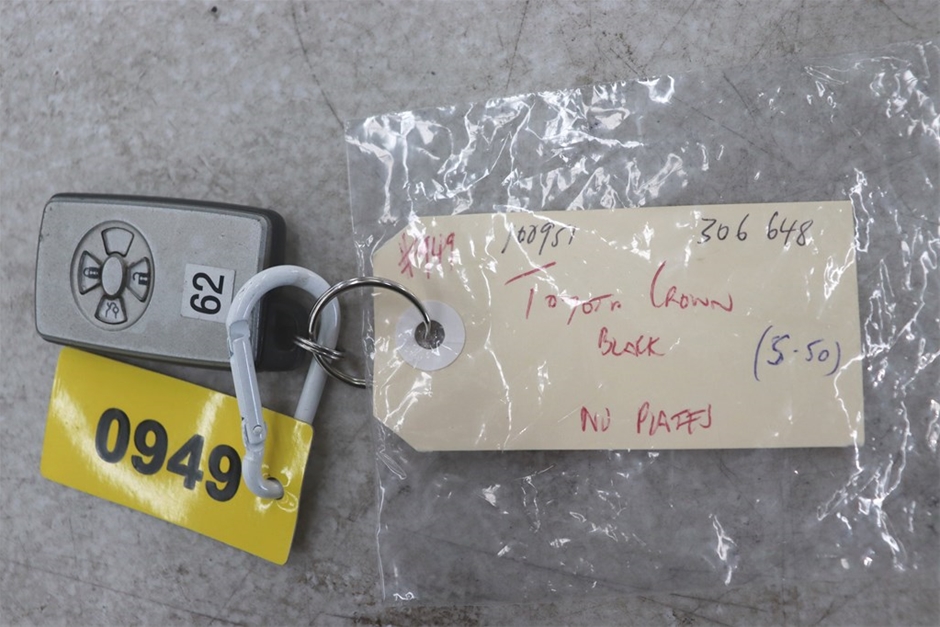 62
0949
100951
306 648
Toyota Crown
Black
(5.50)
NO PLATES